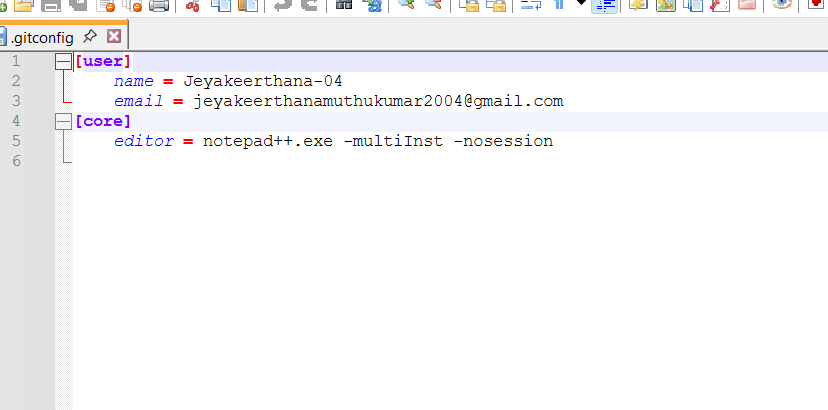 .gitconfig
1 [user]
2 name = Jeyakeerthana-04
3 email = jeyakeerthanamuthukumar2004@gmail.com
4 [core]
5 editor = notepad++.exe -multiInst -nosession
6